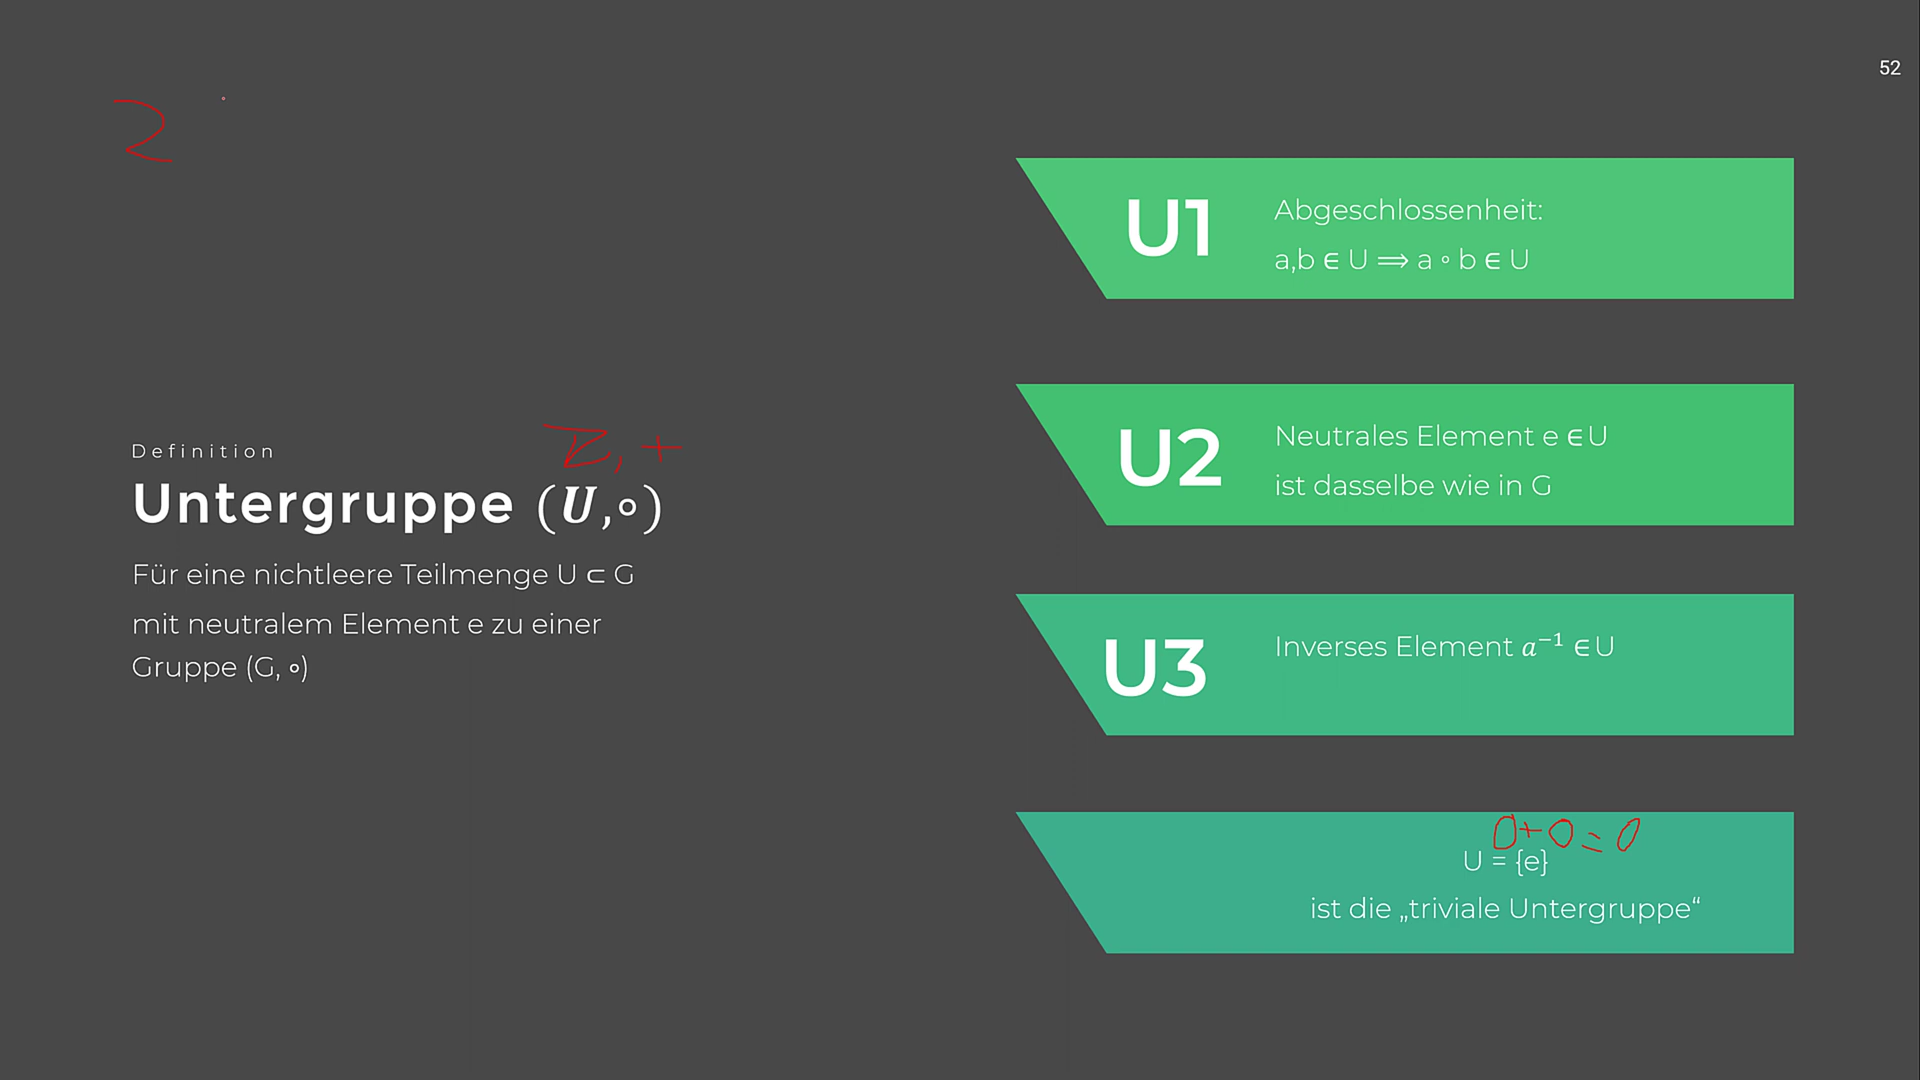 52
2
Definition
Z, +
Untergruppe (U,∘)
Für eine nichtleere Teilmenge U ⊂ G
mit neutralem Element e zu einer
Gruppe (G, ∘)
U1
Abgeschlossenheit:
a,b ∈ U ⟹ a ∘ b ∈ U
U2
Neutrales Element e ∈ U
ist dasselbe wie in G
U3
Inverses Element a⁻¹ ∈ U
0+0=0
U = {e}
ist die „triviale Untergruppe“